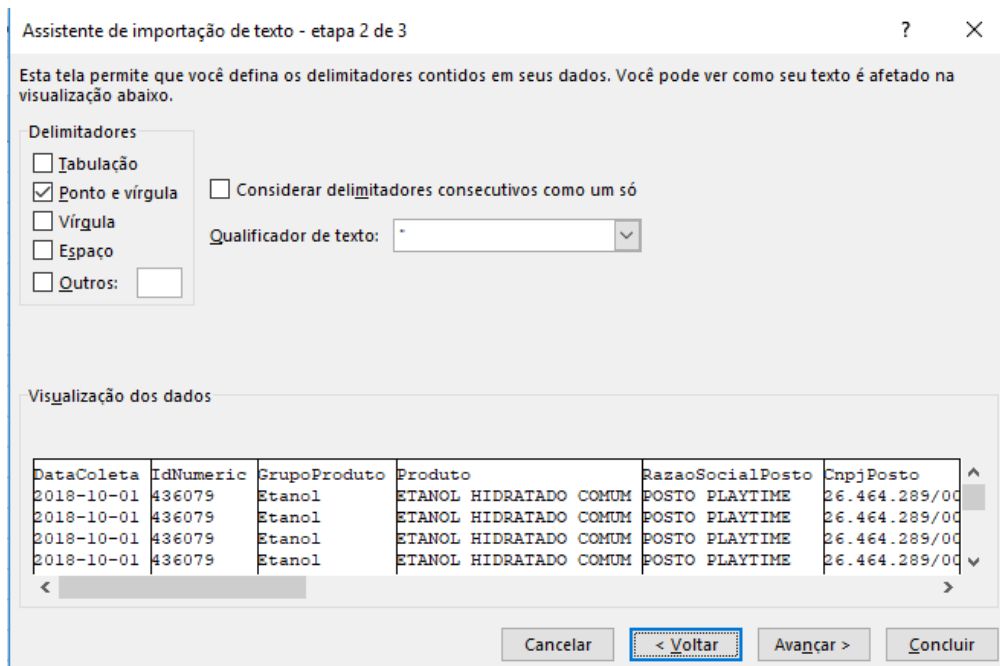 Assistente de importação de texto - etapa 2 de 3 ?
Esta tela permite que você defina os delimitadores contidos em seus dados. Você pode ver como seu texto é afetado na
visualização abaixo.
Delimitadores
Tabulação
Ponto e vírgula
Vírgula
Espaço
Outros:
Considerar delimitadores consecutivos como um só
Qualificador de texto: "
Visualização dos dados
DataColeta IdNumeric GrupoProduto Produto RazaoSocialPosto CnpjPosto
2018-10-01 436079 Etanol ETANOL HIDRATADO COMUM POSTO PLAYTIME 26.464.289/00
2018-10-01 436079 Etanol ETANOL HIDRATADO COMUM POSTO PLAYTIME 26.464.289/00
2018-10-01 436079 Etanol ETANOL HIDRATADO COMUM POSTO PLAYTIME 26.464.289/00
2018-10-01 436079 Etanol ETANOL HIDRATADO COMUM POSTO PLAYTIME 26.464.289/00
Cancelar < Voltar Avançar > Concluir